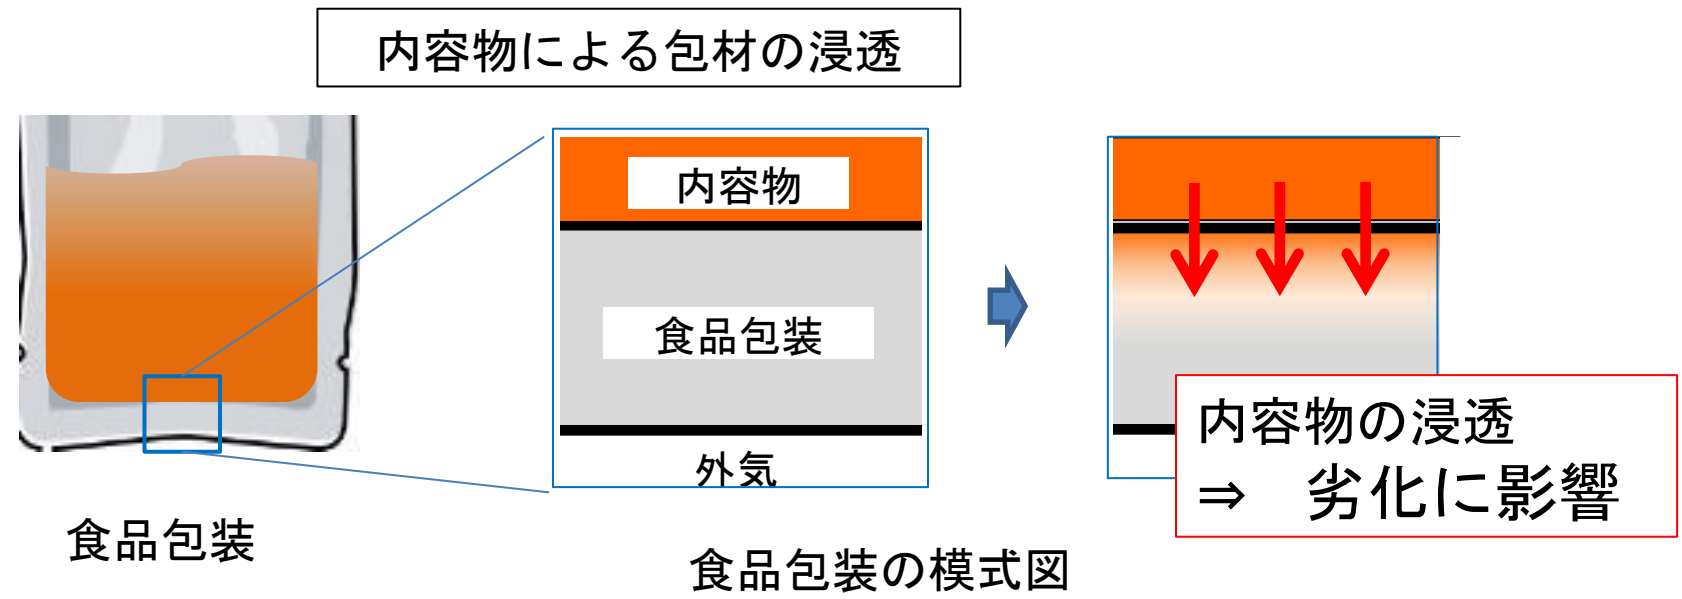 内容物による包材の浸透
内容物
食品包装
外気
内容物の浸透
⇒　劣化に影響
食品包装
食品包装の模式図